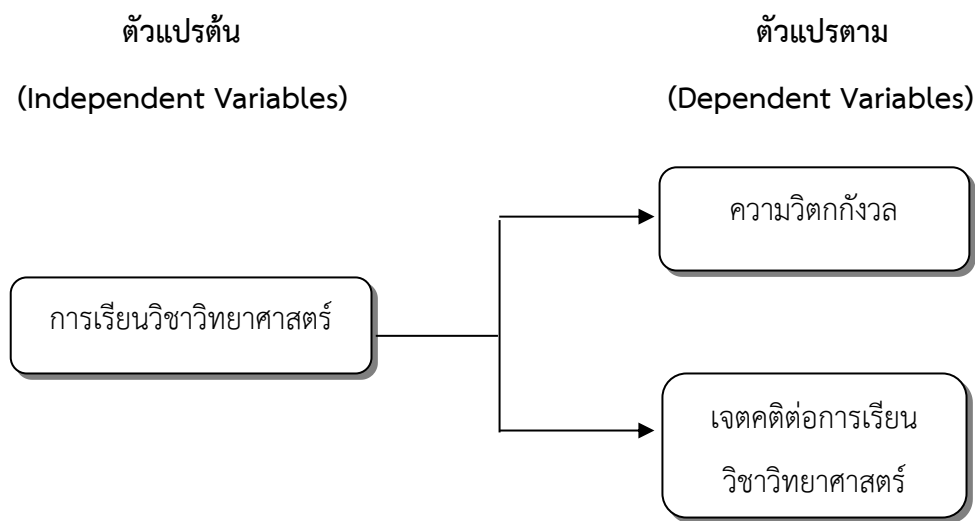 ตัวแปรต้น
(Independent Variables)
ตัวแปรตาม
(Dependent Variables)
ความวิตกกังวล
การเรียนวิชาวิทยาศาสตร์
เจตคติต่อการเรียน
วิชาวิทยาศาสตร์